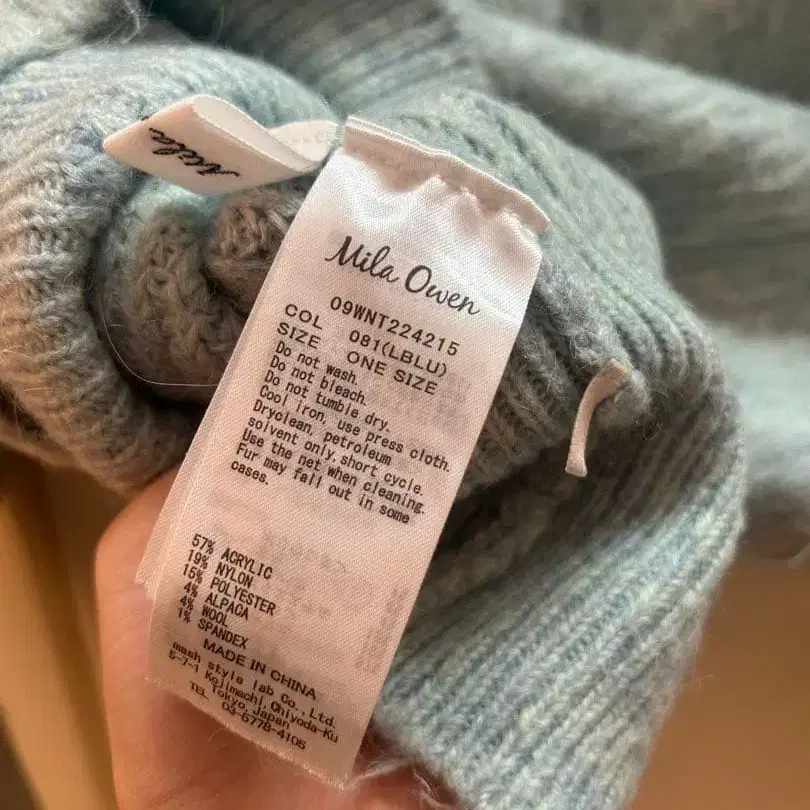 Mila
Mila Owen
09WNT224215
COL 081(LBLU)
SIZE ONE SIZE
Do not wash.
Do not bleach.
Do not tumble dry.
Cool iron, use press cloth.
Dryclean, petroleum
solvent only,short cycle.
Use the net when cleaning.
Fur may fall out in some
cases.
57% ACRYLIC
19% NYLON
15% POLYESTER
4% ALPACA
4% WOOL
1% SPANDEX
MADE IN CHINA
mash style lab Co., Ltd.
5-7-1 Kojimachi,Chiyoda-Ku
Tokyo,Japan
TEL 03-5778-4105